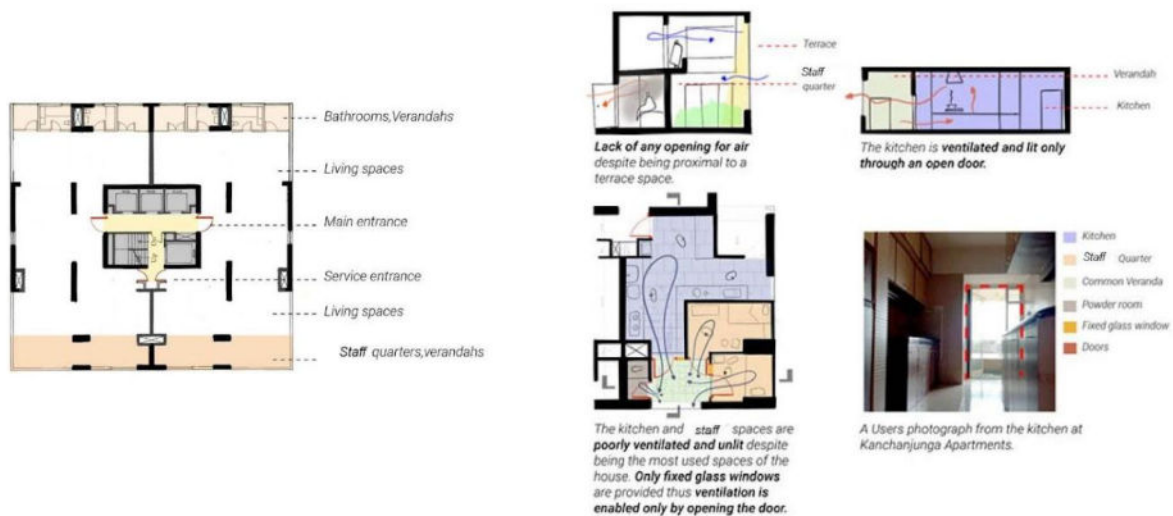 Bathrooms,Verandahs
Living spaces
Main entrance
Service entrance
Living spaces
Staff quarters,verandahs
Terrace
Staff
quarter
Lack of any opening for air
despite being proximal to a
terrace space.
Verandah
Kitchen
The kitchen is ventilated and lit only
through an open door.
The kitchen and staff spaces are
poorly ventilated and unlit despite
being the most used spaces of the
house. Only fixed glass windows
are provided thus ventilation is
enabled only by opening the door.
Kitchen
Staff Quarter
Common Veranda
Powder room
Fixed glass window
Doors
A Users photograph from the kitchen at
Kanchanjunga Apartments.